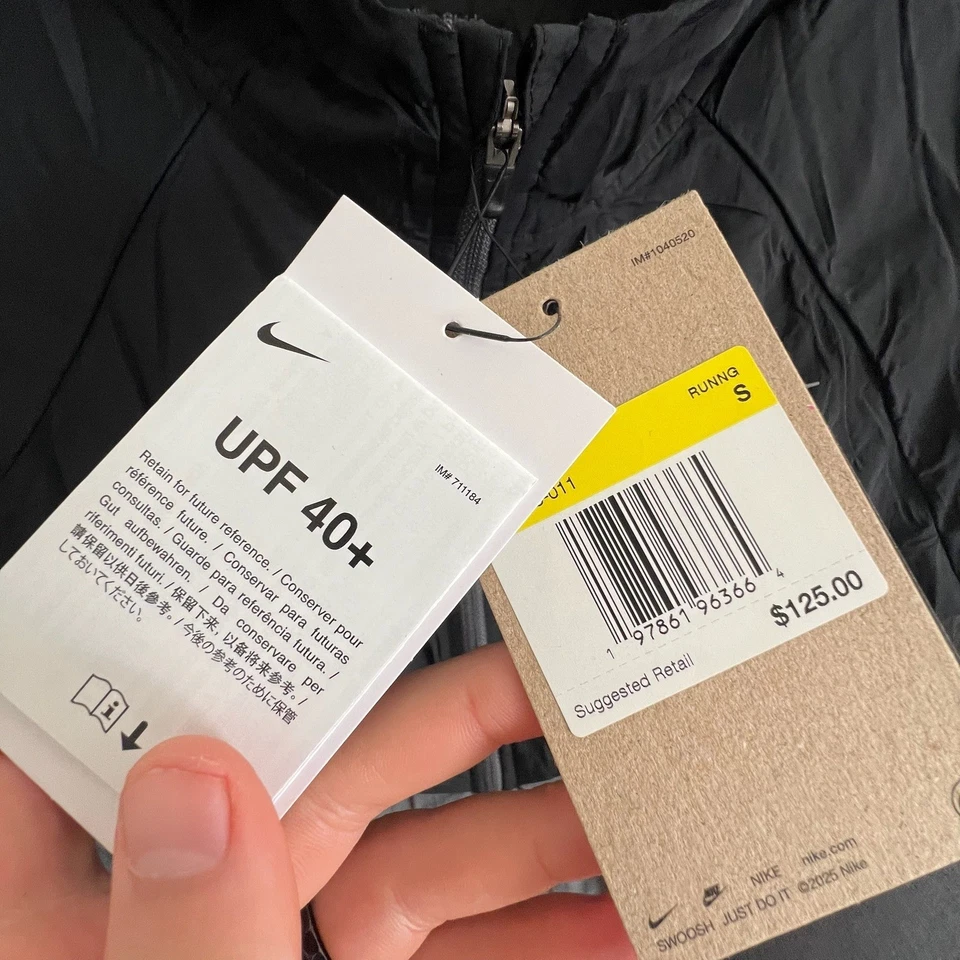 UPF 40+
IM# 711184
Retain for future reference. / Conserver pour
référence future. / Conservar para futuras
consultas. / Guarde para referência futura. /
Gut aufbewahren. / Da conservare per
riferimenti futuri. / 保留下来，以备将来参考。/
請保留以供日後參考。/ 今後の参考のために保管
しておいてください。
i
IM#1040520
RUNNG
S
-011
1 97861 96366 4
$125.00
Suggested Retail
NIKE nike.com
SWOOSH JUST DO IT ©2025 Nike